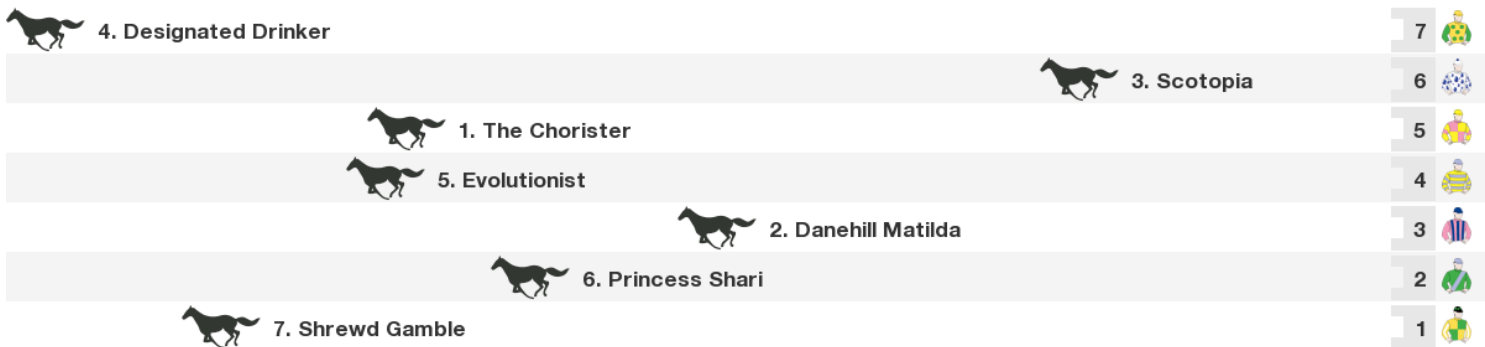 4. Designated Drinker 7
3. Scotopia 6
1. The Chorister 5
5. Evolutionist 4
2. Danehill Matilda 3
6. Princess Shari 2
7. Shrewd Gamble 1